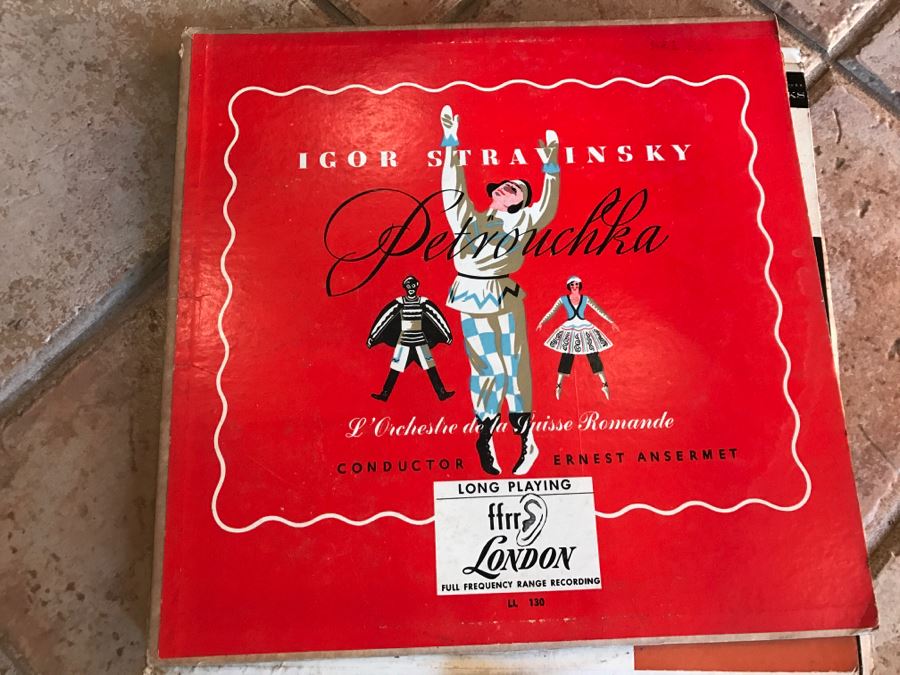 IGOR STRAVINSKY
Petrouchka
L'Orchestre de la Suisse Romande
CONDUCTOR ERNEST ANSERMET
LONG PLAYING
ffrr
LONDON
FULL FREQUENCY RANGE RECORDING
LL 130